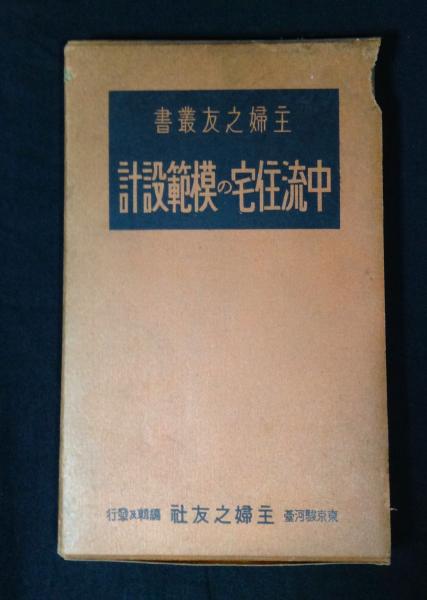 主婦之友叢書
中流住宅の模範設計
東京駿河臺 主婦之友社 編輯及發行